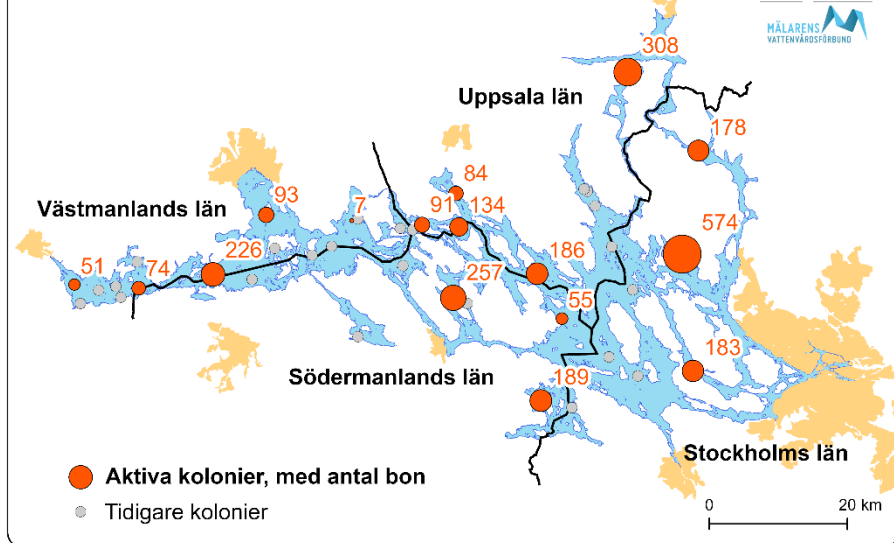 MÄLARENS
VATTENVÅRDSFÖRBUND
308
Uppsala län
178
84
93
7
91
134
Västmanlands län
574
226
186
51
74
257
55
183
Södermanlands län
189
Stockholms län
Aktiva kolonier, med antal bon
Tidigare kolonier
0
20 km